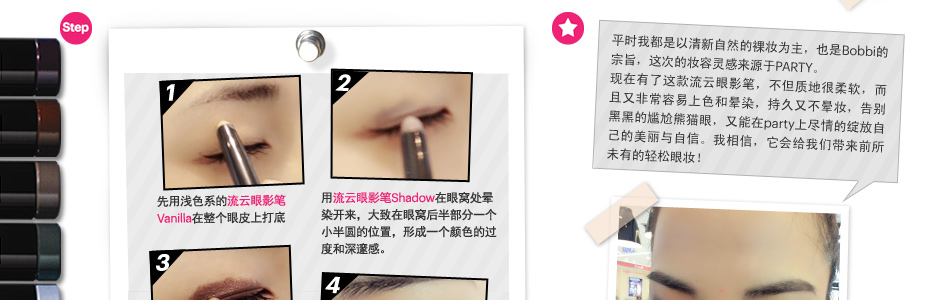 Step
1
先用浅色系的流云眼影笔
Vanilla在整个眼皮上打底
2
用流云眼影笔Shadow在眼窝处晕
染开来，大致在眼窝后半部分一个
小半圆的位置，形成一个颜色的过
度和深邃感。
3
4
平时我都是以清新自然的裸妆为主，也是Bobbi的
宗旨，这次的妆容灵感来源于PARTY。
现在有了这款流云眼影笔，不但质地很柔软，而
且又非常容易上色和晕染，持久又不晕妆，告别
黑黑的尴尬熊猫眼，又能在party上尽情的绽放自
己的美丽与自信。我相信，它会给我们带来前所
未有的轻松眼妆！